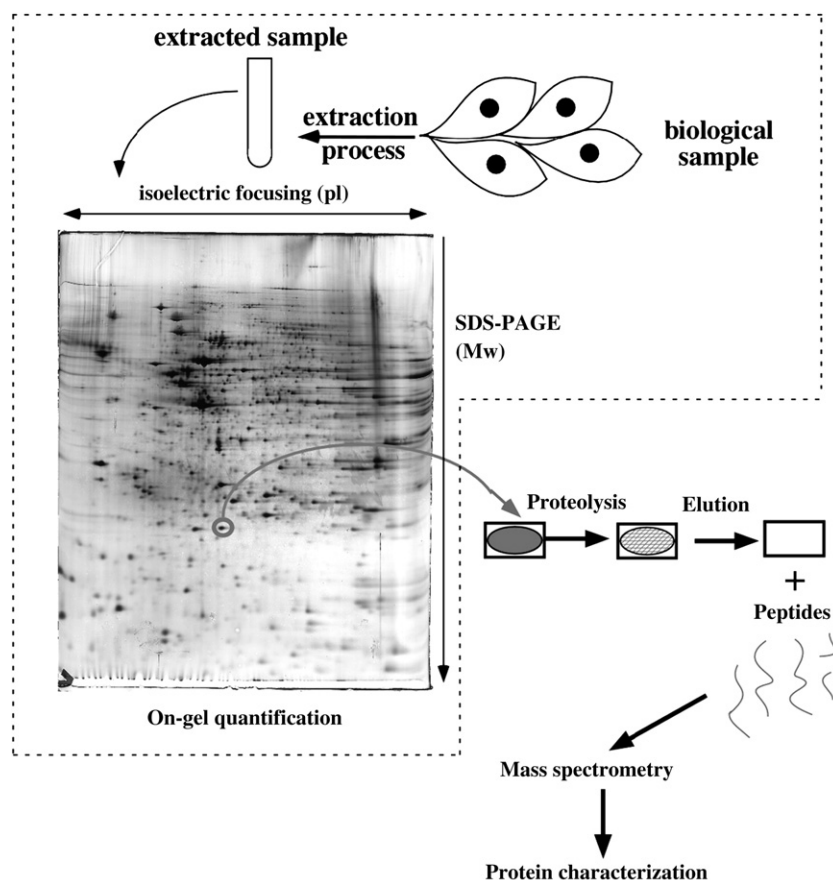 extracted sample
extraction
process
biological
sample
isoelectric focusing (pI)
SDS-PAGE
(Mw)
Proteolysis
Elution
+
Peptides
On-gel quantification
Mass spectrometry
Protein characterization